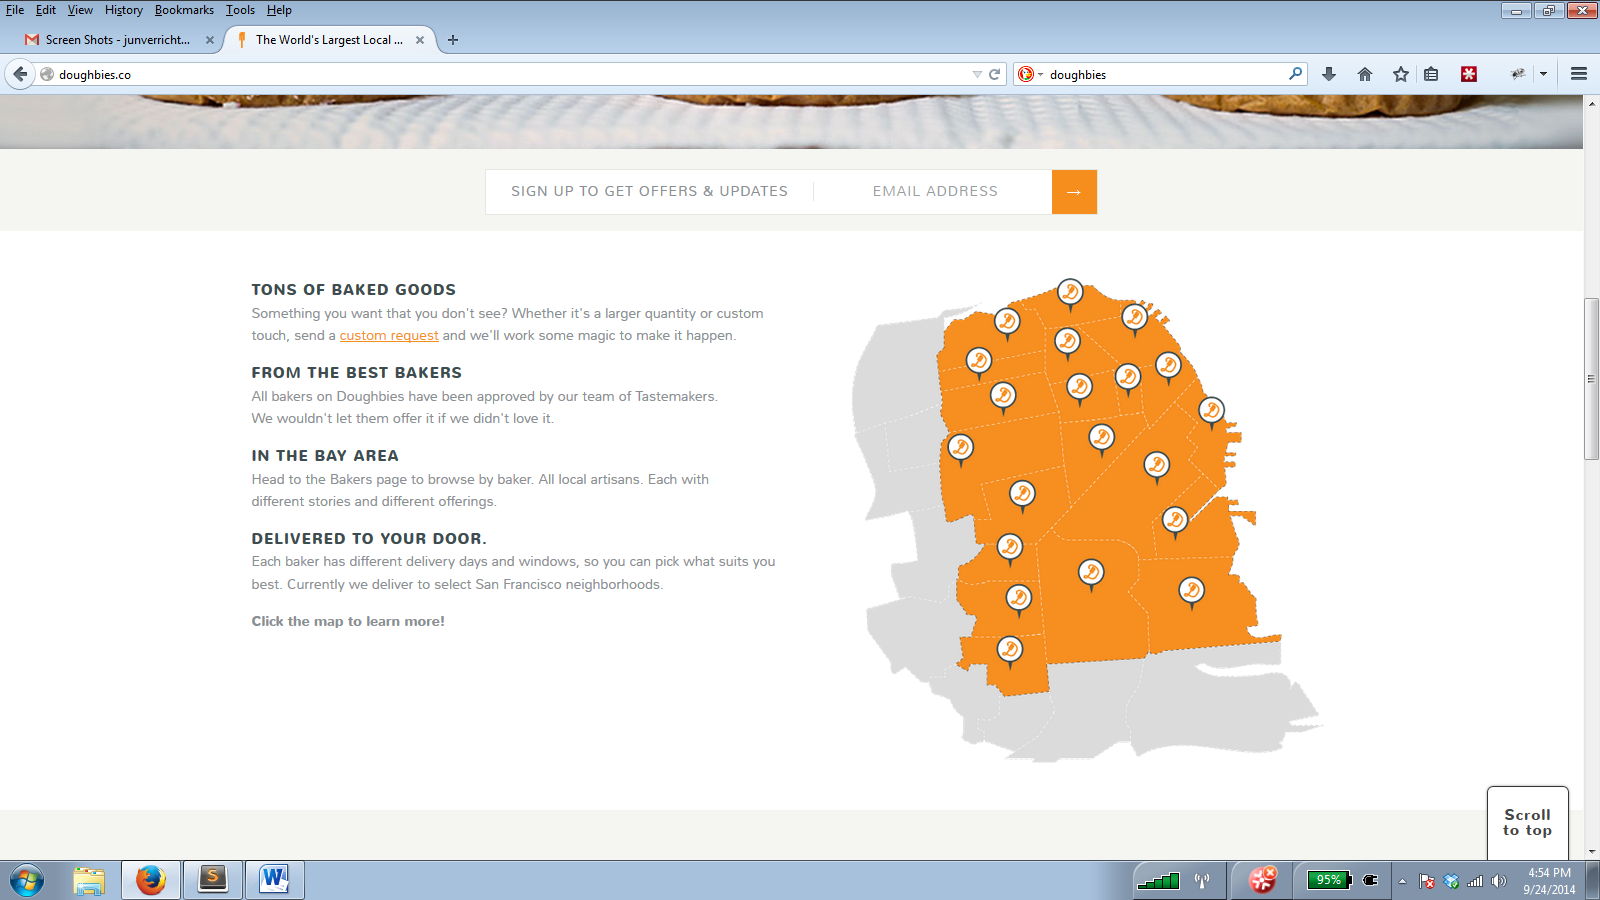 File Edit View History Bookmarks Tools Help
Screen Shots - junverricht... The World's Largest Local ...
doughbies.co doughbies
SIGN UP TO GET OFFERS & UPDATES EMAIL ADDRESS →
TONS OF BAKED GOODS
Something you want that you don't see? Whether it's a larger quantity or custom
touch, send a custom request and we'll work some magic to make it happen.
FROM THE BEST BAKERS
All bakers on Doughbies have been approved by our team of Tastemakers.
We wouldn't let them offer it if we didn't love it.
IN THE BAY AREA
Head to the Bakers page to browse by baker. All local artisans. Each with
different stories and different offerings.
DELIVERED TO YOUR DOOR.
Each baker has different delivery days and windows, so you can pick what suits you
best. Currently we deliver to select San Francisco neighborhoods.
Click the map to learn more!
Scroll
to top
95%
4:54 PM
9/24/2014